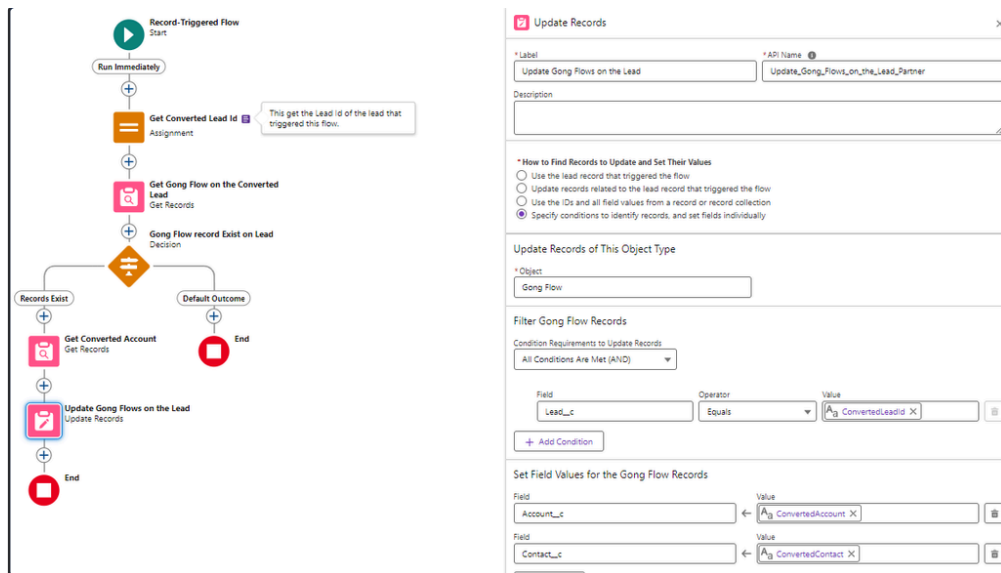 Record-Triggered Flow
Start
Run Immediately
Get Converted Lead Id
Assignment
This get the Lead Id of the lead that
triggered this flow.
Get Gong Flow on the Converted
Lead
Get Records
Gong Flow record Exist on Lead
Decision
Records Exist
Default Outcome
Get Converted Account
Get Records
End
Update Gong Flows on the Lead
Update Records
End
Update Records
*Label
Update Gong Flows on the Lead
*API Name
Update_Gong_Flows_on_the_Lead_Partner
Description
*How to Find Records to Update and Set Their Values
Use the lead record that triggered the flow
Update records related to the lead record that triggered the flow
Use the IDs and all field values from a record or record collection
Specify conditions to identify records, and set fields individually
Update Records of This Object Type
*Object
Gong Flow
Filter Gong Flow Records
Condition Requirements to Update Records
All Conditions Are Met (AND)
Field Operator Value
Lead__c Equals Aa ConvertedLeadId
+ Add Condition
Set Field Values for the Gong Flow Records
Field Value
Account__c Aa ConvertedAccount
Field Value
Contact__c Aa ConvertedContact